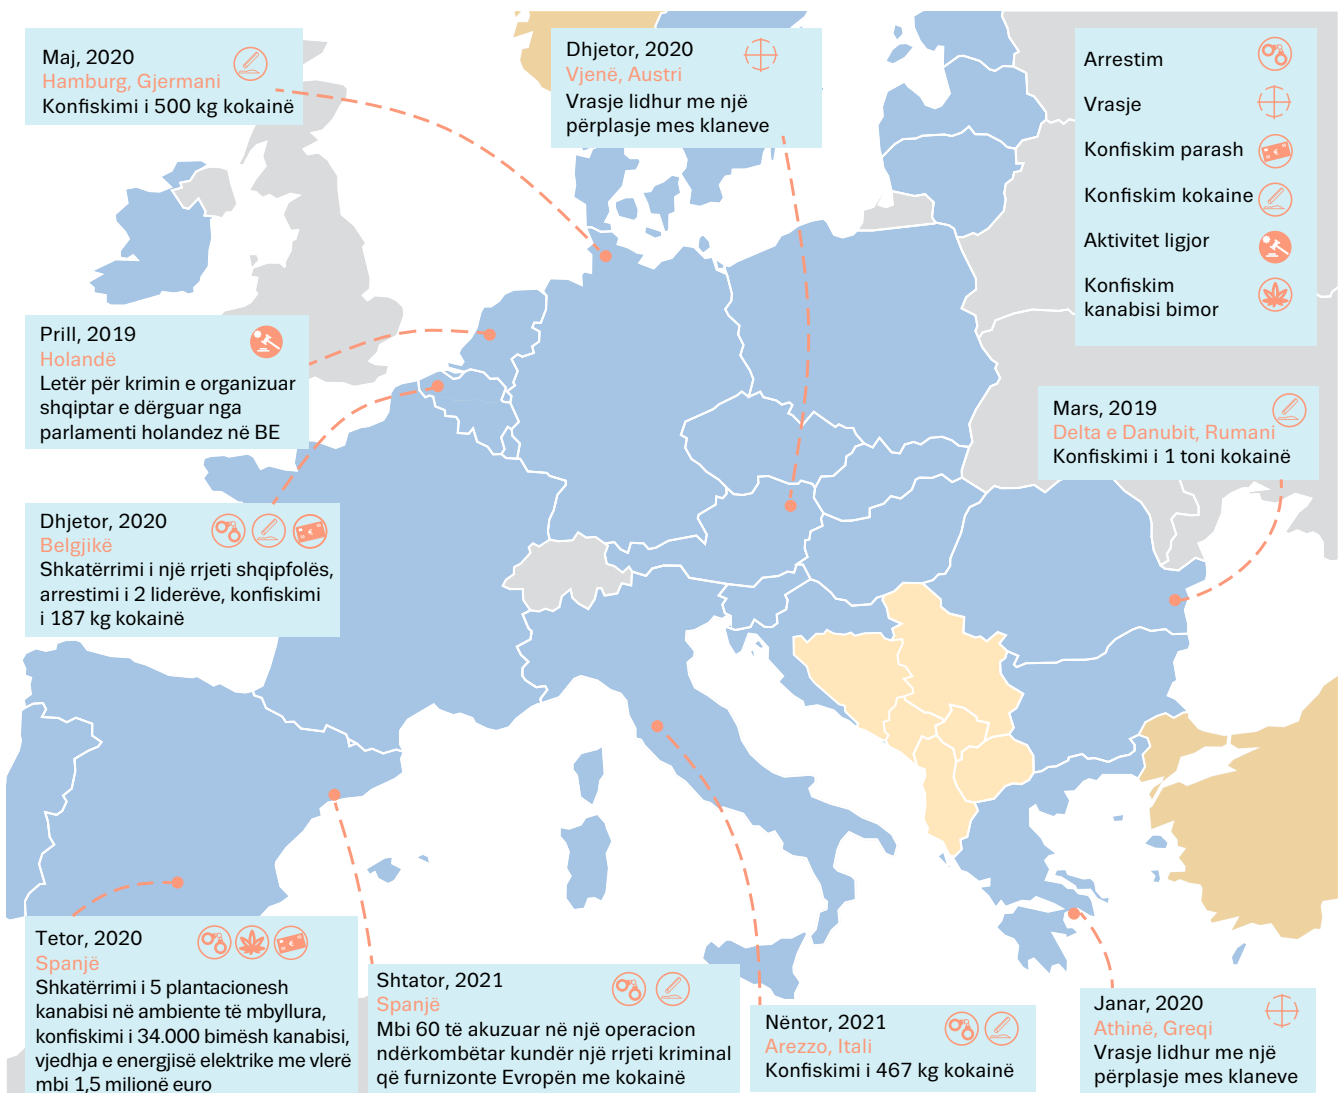 Maj, 2020
Hamburg, Gjermani
Konfiskimi i 500 kg kokainë
Dhjetor, 2020
Vjenë, Austri
Vrasje lidhur me një
përplasje mes klaneve
Arrestim
Vrasje
Konfiskim parash
Konfiskim kokaine
Aktivitet ligjor
Konfiskim
kanabisi bimor
Prill, 2019
Holandë
Letër për krimin e organizuar
shqiptar e dërguar nga
parlamenti holandez në BE
Mars, 2019
Delta e Danubit, Rumani
Konfiskimi i 1 toni kokainë
Dhjetor, 2020
Belgjikë
Shkatërrimi i një rrjeti shqipfolës,
arrestimi i 2 liderëve, konfiskimi
i 187 kg kokainë
Tetor, 2020
Spanjë
Shkatërrimi i 5 plantacionesh
kanabisi në ambiente të mbyllura,
konfiskimi i 34.000 bimësh kanabisi,
vjedhja e energjisë elektrike me vlerë
mbi 1,5 milionë euro
Shtator, 2021
Spanjë
Mbi 60 të akuzuar në një operacion
ndërkombëtar kundër një rrjeti kriminal
që furnizonte Evropën me kokainë
Nëntor, 2021
Arezzo, Itali
Konfiskimi i 467 kg kokainë
Janar, 2020
Athinë, Greqi
Vrasje lidhur me një
përplasje mes klaneve